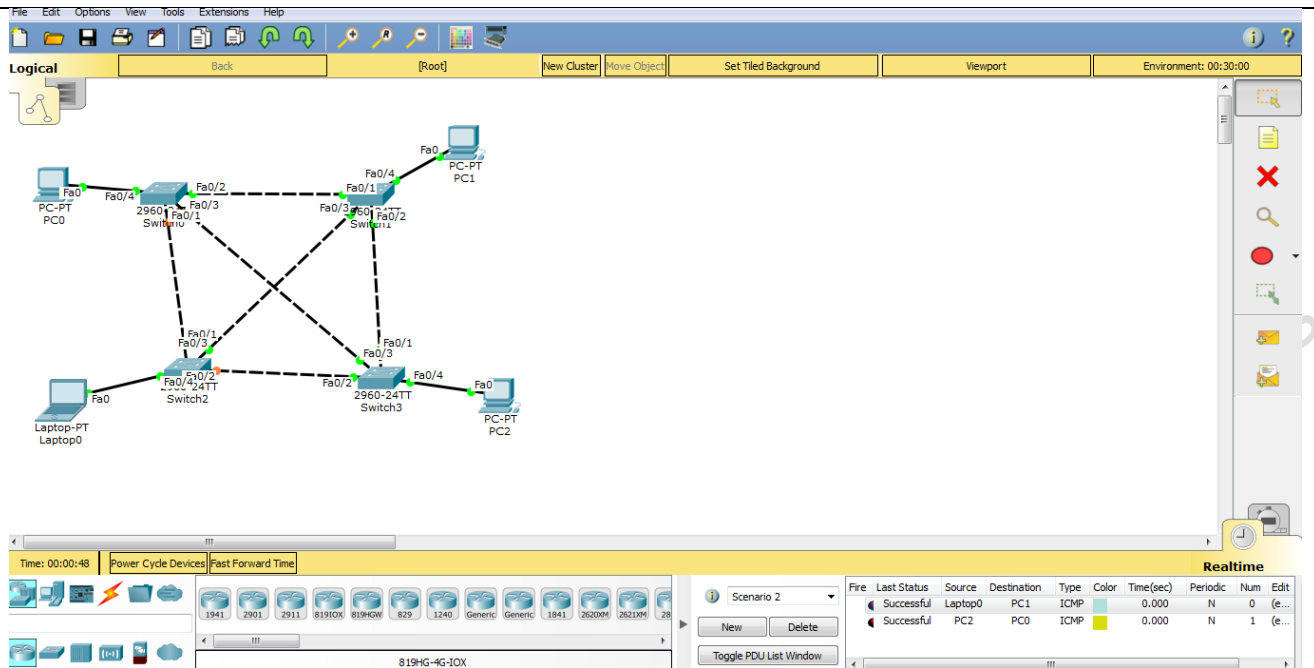 File Edit Options View Tools Extensions Help
Logical Back [Root] New Cluster Move Object Set Tiled Background Viewport Environment: 00:30:00
Fa0
PC-PT
PC1
Fa0/4
Fa0
PC-PT
PC0
Fa0/4
Fa0/2
Fa0/3
Fa0/1
Fa0/1
Fa0/3
Fa0/2
Switch1
Fa0/1
Fa0/3
Fa0/2
Fa0/4
Switch2
Fa0
Laptop-PT
Laptop0
Fa0/1
Fa0/3
Fa0/2
Fa0/4
2960-24TT
Switch3
Fa0
PC-PT
PC2
Time: 00:00:48 Power Cycle Devices Fast Forward Time Realtime
1941 2901 2911 819IOX 819HGW 829 1240 Generic Generic 1841 2620XM 2621XM 28
819HG-4G-IOX
Scenario 2
New Delete
Toggle PDU List Window
Fire Last Status Source Destination Type Color Time(sec) Periodic Num Edit
Successful Laptop0 PC1 ICMP 0.000 N 0 (e...
Successful PC2 PC0 ICMP 0.000 N 1 (e...